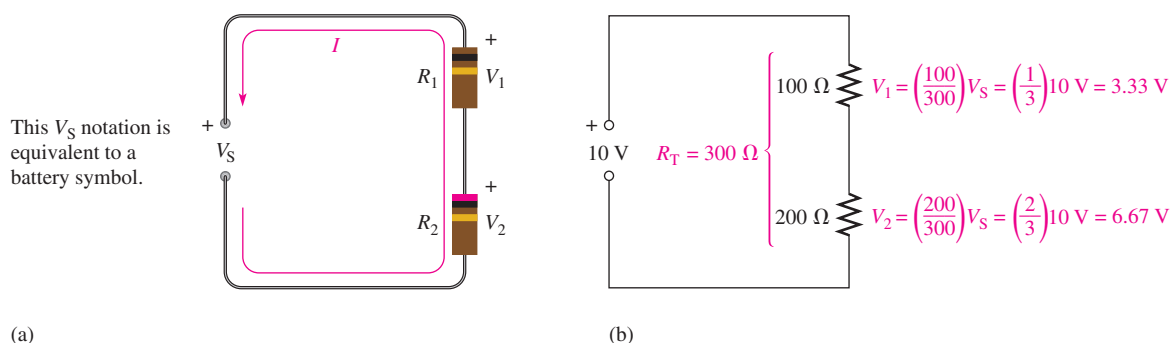 I
+
R1
V1
This VS notation is
equivalent to a
battery symbol.
+
VS
+
R2
V2
(a)
100 Ω
V1 = (100/300)VS = (1/3)10 V = 3.33 V
+
10 V
RT = 300 Ω
200 Ω
V2 = (200/300)VS = (2/3)10 V = 6.67 V
(b)